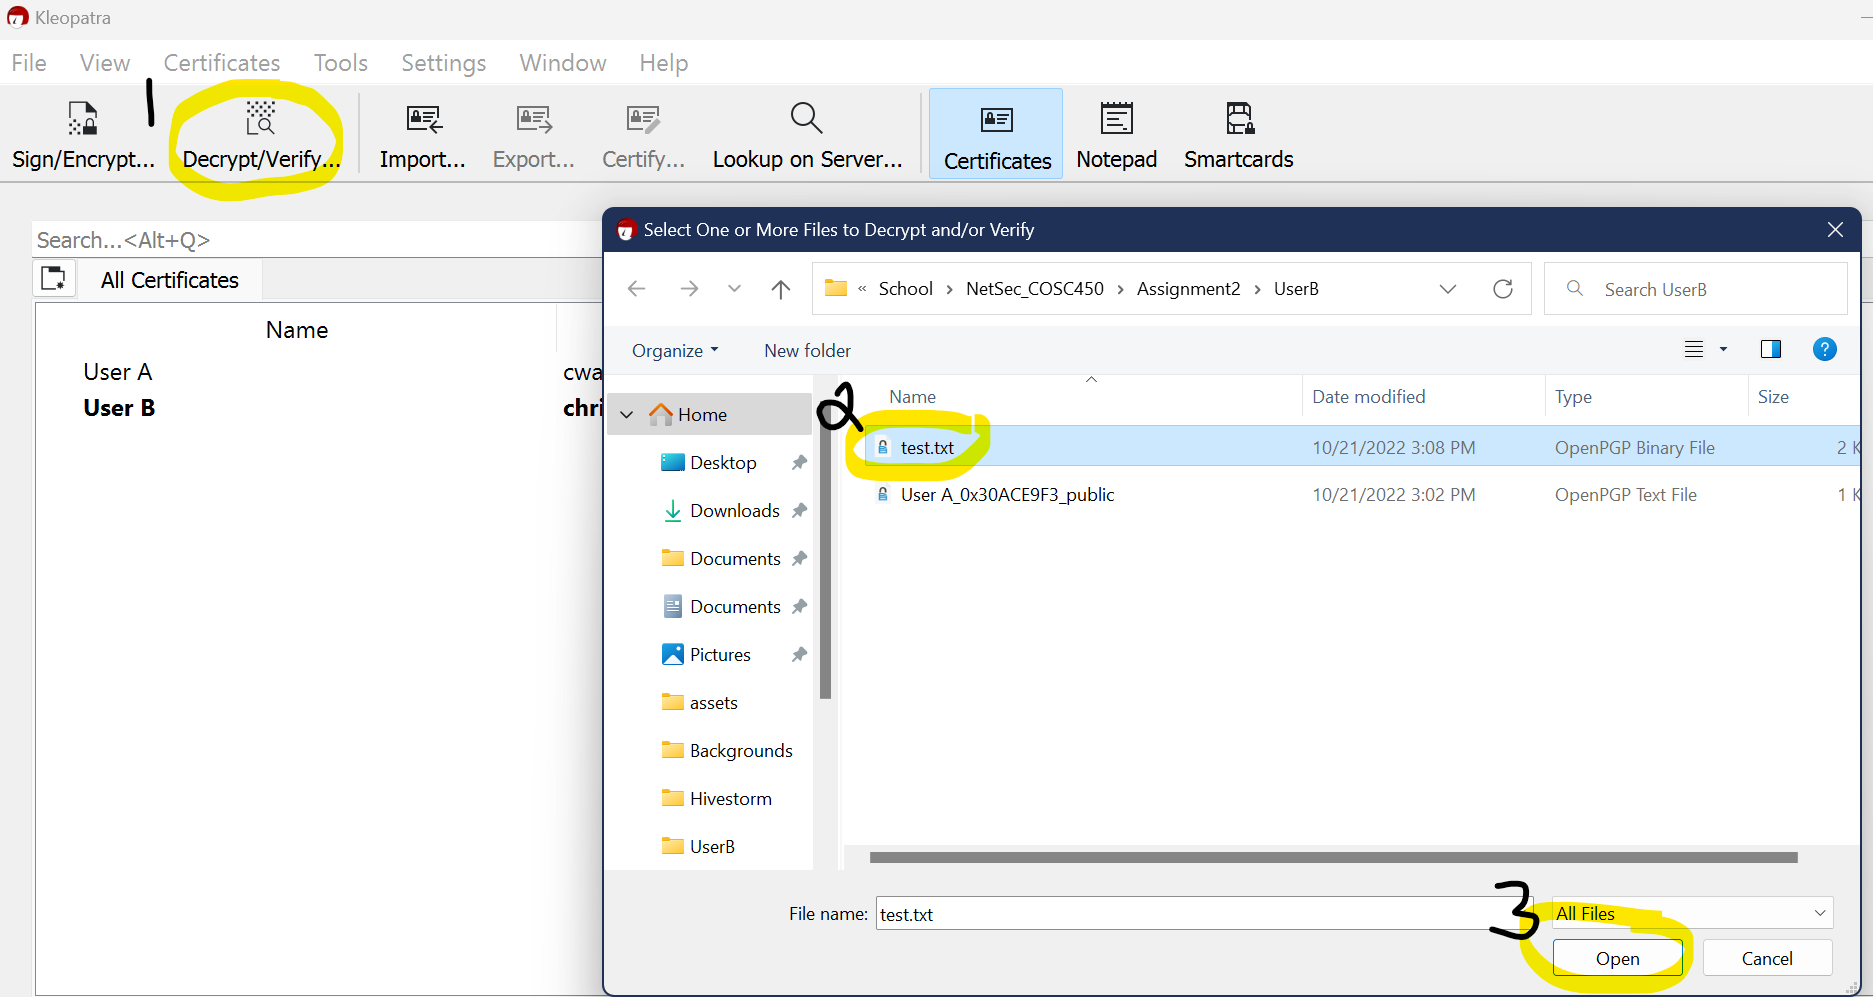 Kleopatra
File View Certificates Tools Settings Window Help
1
Sign/Encrypt... Decrypt/Verify... Import... Export... Certify... Lookup on Server... Certificates Notepad Smartcards
Select One or More Files to Decrypt and/or Verify
Search...<Alt+Q>
« School › NetSec_COSC450 › Assignment2 › UserB
Search UserB
All Certificates
Name
Organize New folder
User A cwa
User B chri
2
Name Date modified Type Size
Home
test.txt 10/21/2022 3:08 PM OpenPGP Binary File 2 K
Desktop
User A_0x30ACE9F3_public 10/21/2022 3:02 PM OpenPGP Text File 1 K
Downloads
Documents
Documents
Pictures
assets
Backgrounds
Hivestorm
UserB
3
File name: test.txt All Files
Open Cancel